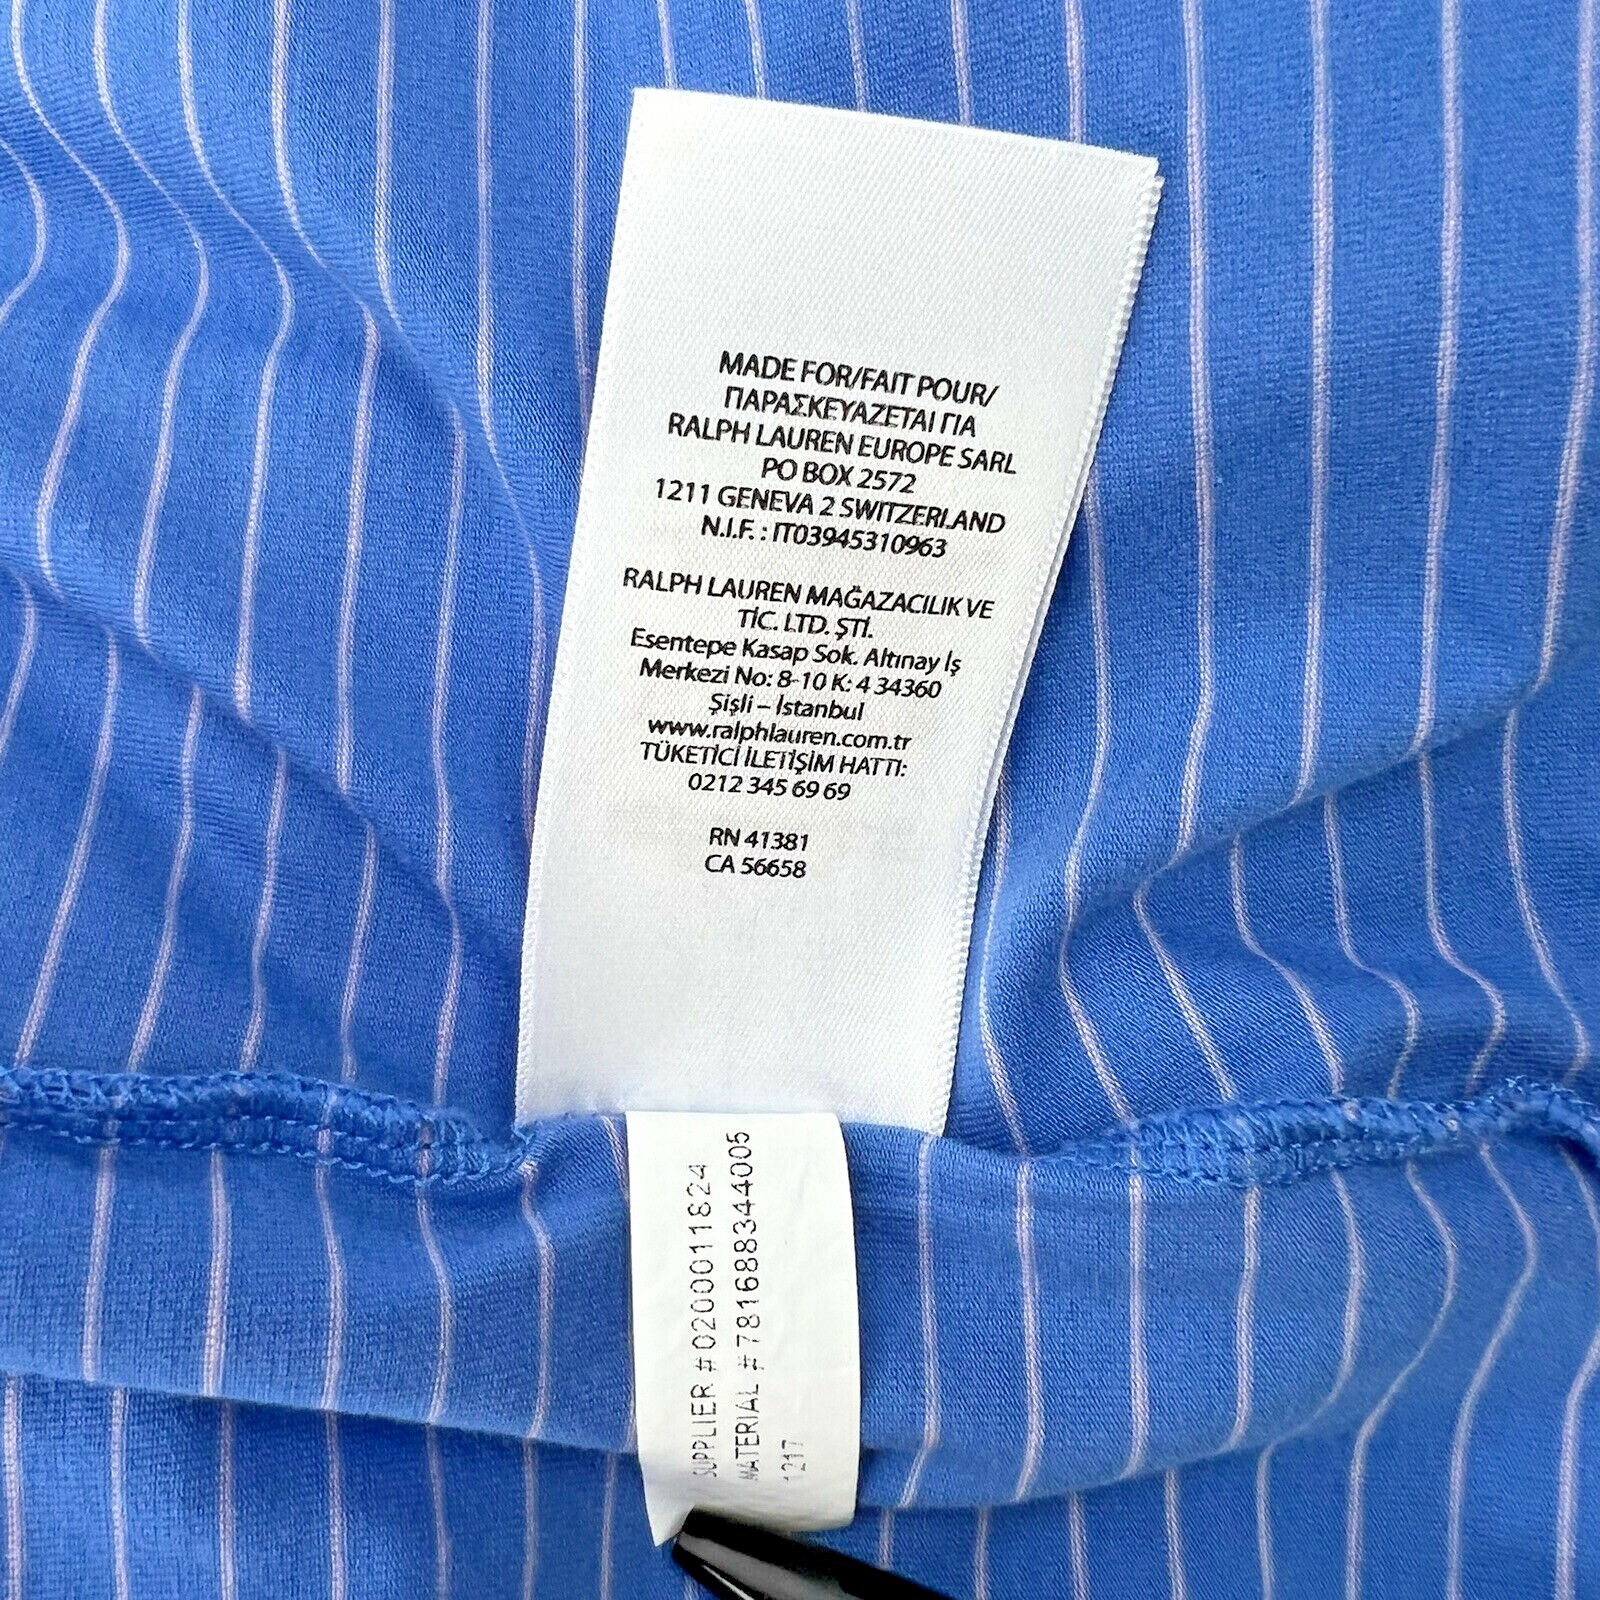 MADE FOR/FAIT POUR/
ΠΑΡΑΣΚΕΥΑΖΕΤΑΙ ΓΙΑ
RALPH LAUREN EUROPE SARL
PO BOX 2572
1211 GENEVA 2 SWITZERLAND
N.I.F. : IT03945310963
RALPH LAUREN MAĞAZACILIK VE
TİC. LTD. ŞTİ.
Esentepe Kasap Sok. Altınay İş
Merkezi No: 8-10 K: 4 34360
Şişli – İstanbul
www.ralphlauren.com.tr
TÜKETİCİ İLETİŞİM HATTI:
0212 345 69 69
RN 41381
CA 56658
SUPPLIER #0200011824
MATERIAL #781688344005
1217